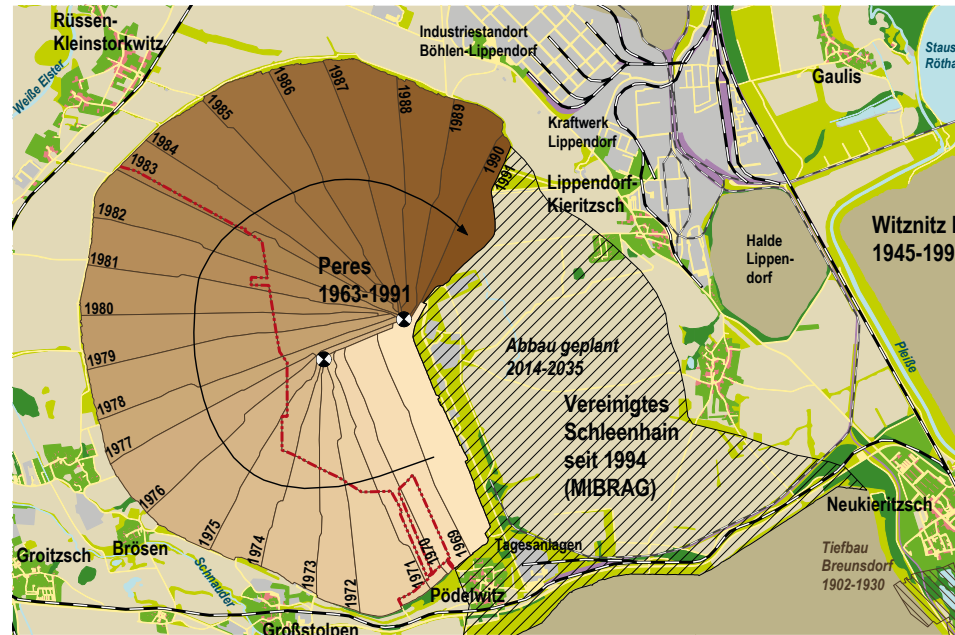 Rüssen-
Kleinstorkwitz
Weiße Elster
Industriestandort
Böhlen-Lippendorf
Gaulis
Kraftwerk
Lippendorf
Lippendorf-
Kieritzsch
Witznitz
Halde
Lippen-
dorf
Pleiße
Peres
1963-1991
1991
1990
1989
1988
1987
1986
1985
1984
1983
1982
1981
1980
1979
1978
1977
1976
1975
1974
1973
1972
1971
1970
1969
Abbau geplant
2014-2035
Vereinigtes
Schleenhain
seit 1994
(MIBRAG)
Neukieritzsch
Tagesanlagen
Tiefbau
Breunsdorf
1902-1930
Groitzsch
Brösen
Schnauder
Pödelwitz
Großstolpen